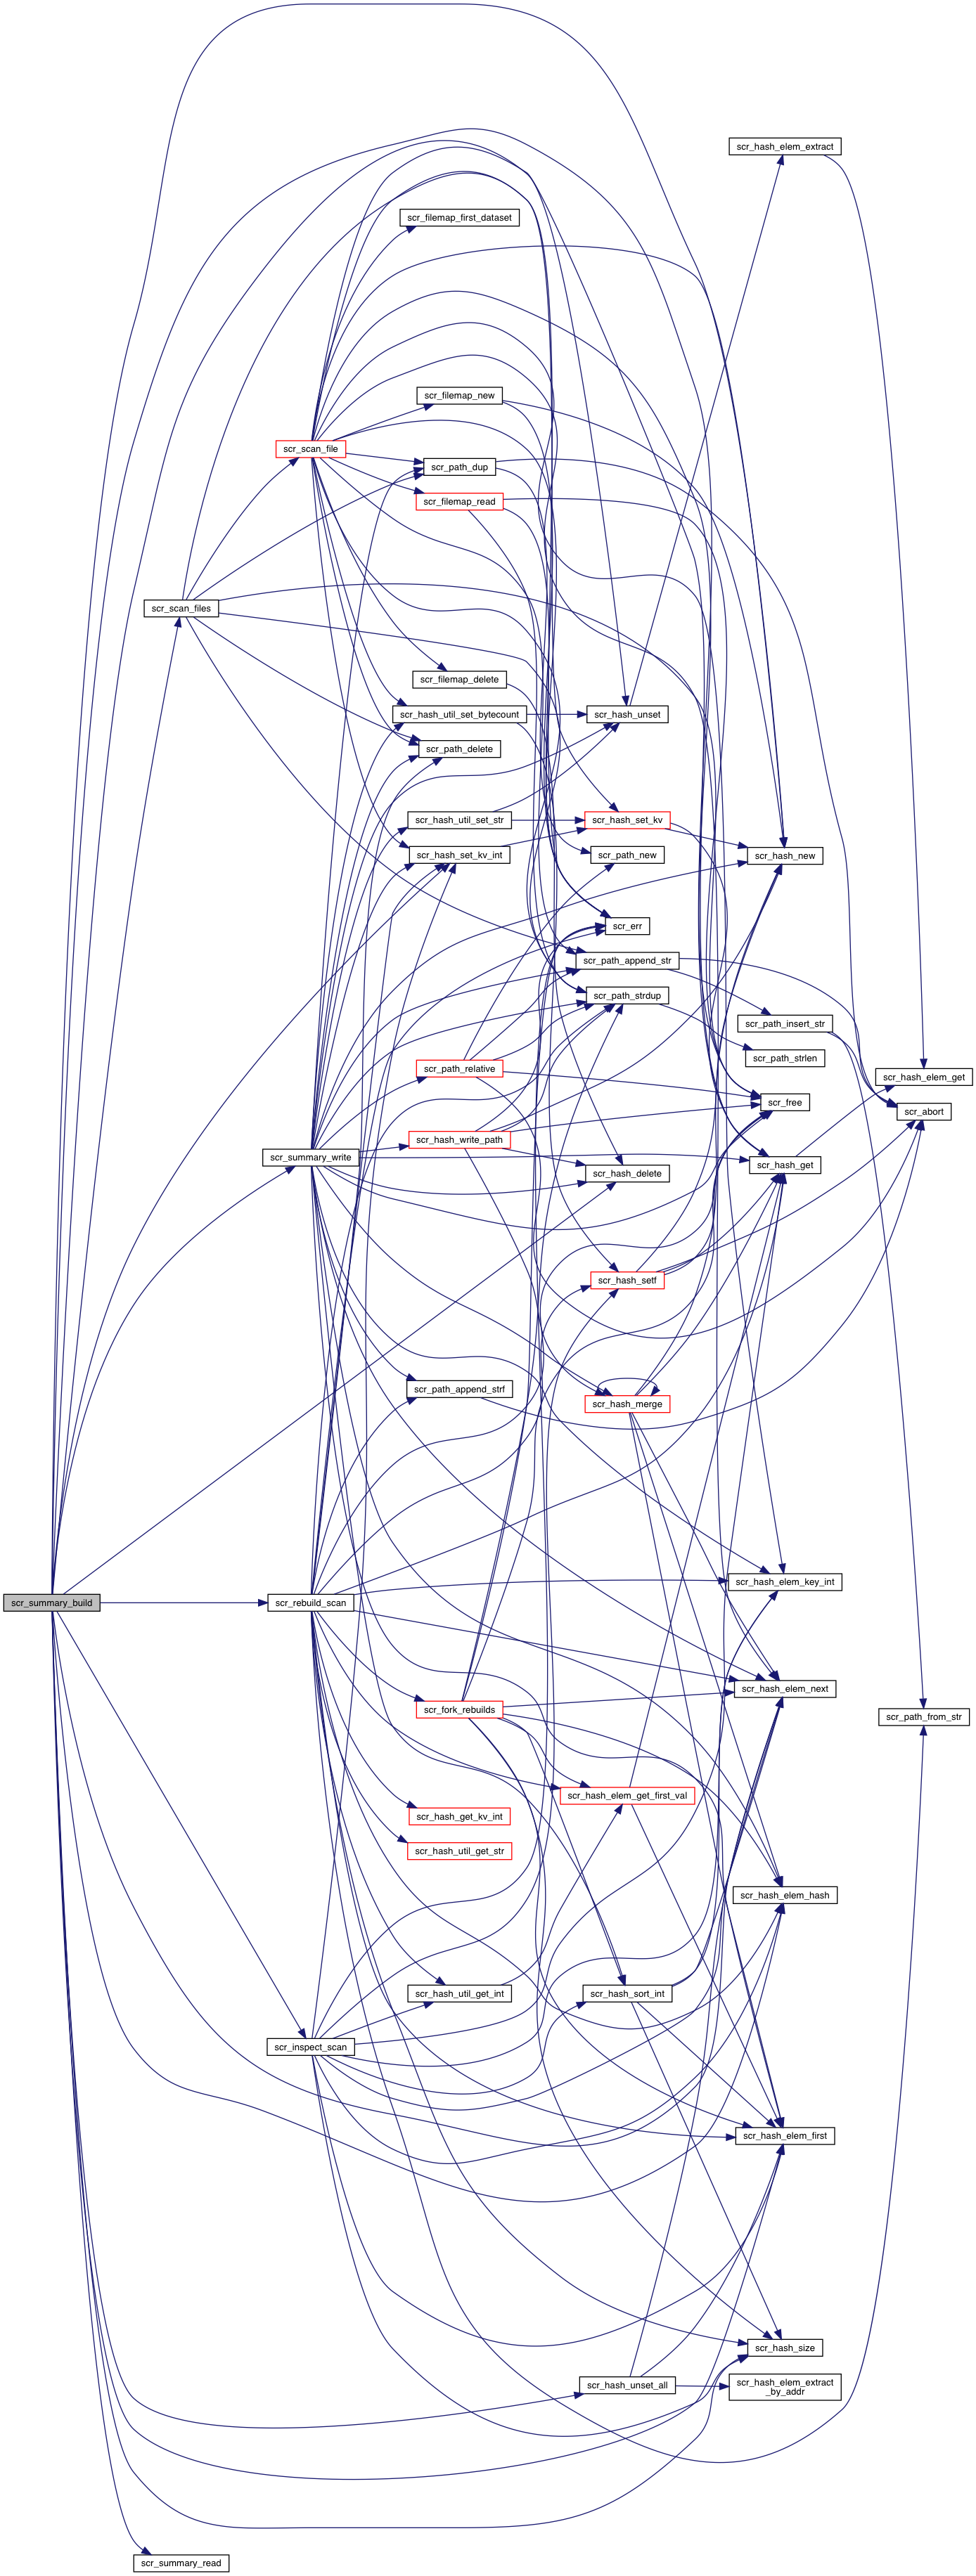 scr_hash_elem_extract
scr_filemap_first_dataset
scr_filemap_new
scr_scan_file
scr_path_dup
scr_filemap_read
scr_scan_files
scr_filemap_delete
scr_hash_util_set_bytecount
scr_hash_unset
scr_path_delete
scr_hash_util_set_str
scr_hash_set_kv
scr_hash_set_kv_int
scr_path_new
scr_hash_new
scr_err
scr_path_append_str
scr_path_strdup
scr_path_insert_str
scr_path_strlen
scr_path_relative
scr_hash_elem_get
scr_free
scr_abort
scr_hash_write_path
scr_summary_write
scr_hash_get
scr_hash_delete
scr_hash_setf
scr_path_append_strf
scr_hash_merge
scr_hash_elem_key_int
scr_summary_build
scr_rebuild_scan
scr_hash_elem_next
scr_fork_rebuilds
scr_path_from_str
scr_hash_elem_get_first_val
scr_hash_get_kv_int
scr_hash_util_get_str
scr_hash_elem_hash
scr_hash_util_get_int
scr_hash_sort_int
scr_inspect_scan
scr_hash_elem_first
scr_hash_size
scr_hash_unset_all
scr_hash_elem_extract
_by_addr
scr_summary_read